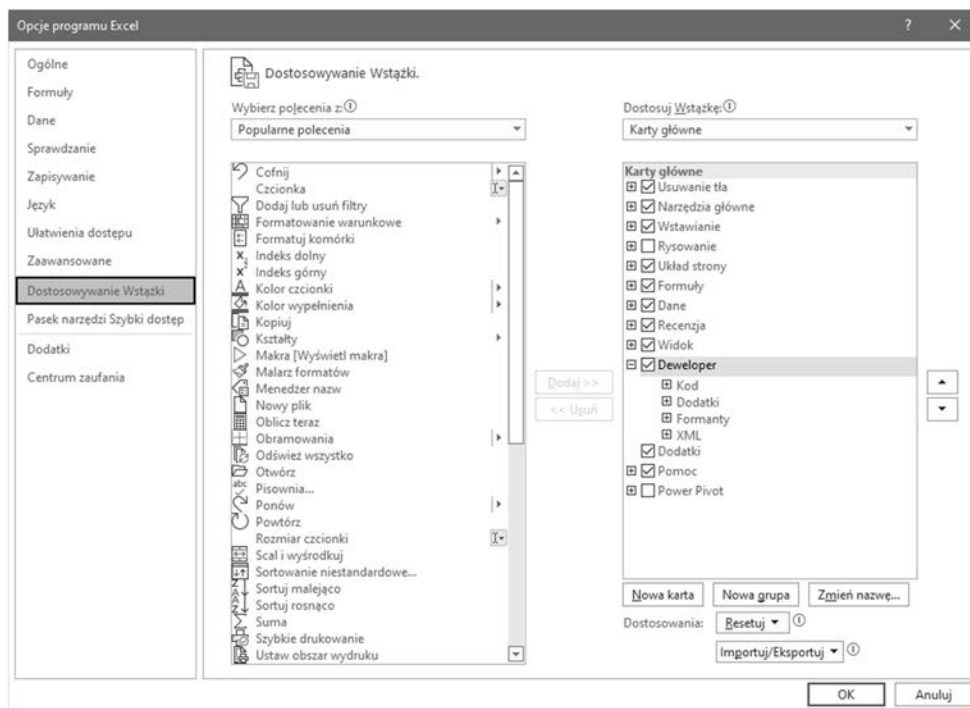 Opcje programu Excel
?
×
Ogólne
Formuły
Dane
Sprawdzanie
Zapisywanie
Język
Ułatwienia dostępu
Zaawansowane
Dostosowywanie Wstążki
Pasek narzędzi Szybki dostęp
Dodatki
Centrum zaufania
Dostosowywanie Wstążki.
Wybierz polecenia z:
Popularne polecenia
Cofnij
Czcionka
Dodaj lub usuń filtry
Formatowanie warunkowe
Formatuj komórki
Indeks dolny
Indeks górny
Kolor czcionki
Kolor wypełnienia
Kopiuj
Kształty
Makra [Wyświetl makra]
Malarz formatów
Menedżer nazw
Nowy plik
Oblicz teraz
Obramowania
Odśwież wszystko
Otwórz
Pisownia...
Ponów
Powtórz
Rozmiar czcionki
Scal i wyśrodkuj
Sortowanie niestandardowe...
Sortuj malejąco
Sortuj rosnąco
Suma
Szybkie drukowanie
Ustaw obszar wydruku
Dodaj >>
<< Usuń
Dostosuj Wstążkę:
Karty główne
Karty główne
Usuwanie tła
Narzędzia główne
Wstawianie
Rysowanie
Układ strony
Formuły
Dane
Recenzja
Widok
Deweloper
Kod
Dodatki
Formanty
XML
Dodatki
Pomoc
Power Pivot
Nowa karta Nowa grupa Zmień nazwę...
Dostosowania: Resetuj
Importuj/Eksportuj
OK Anuluj